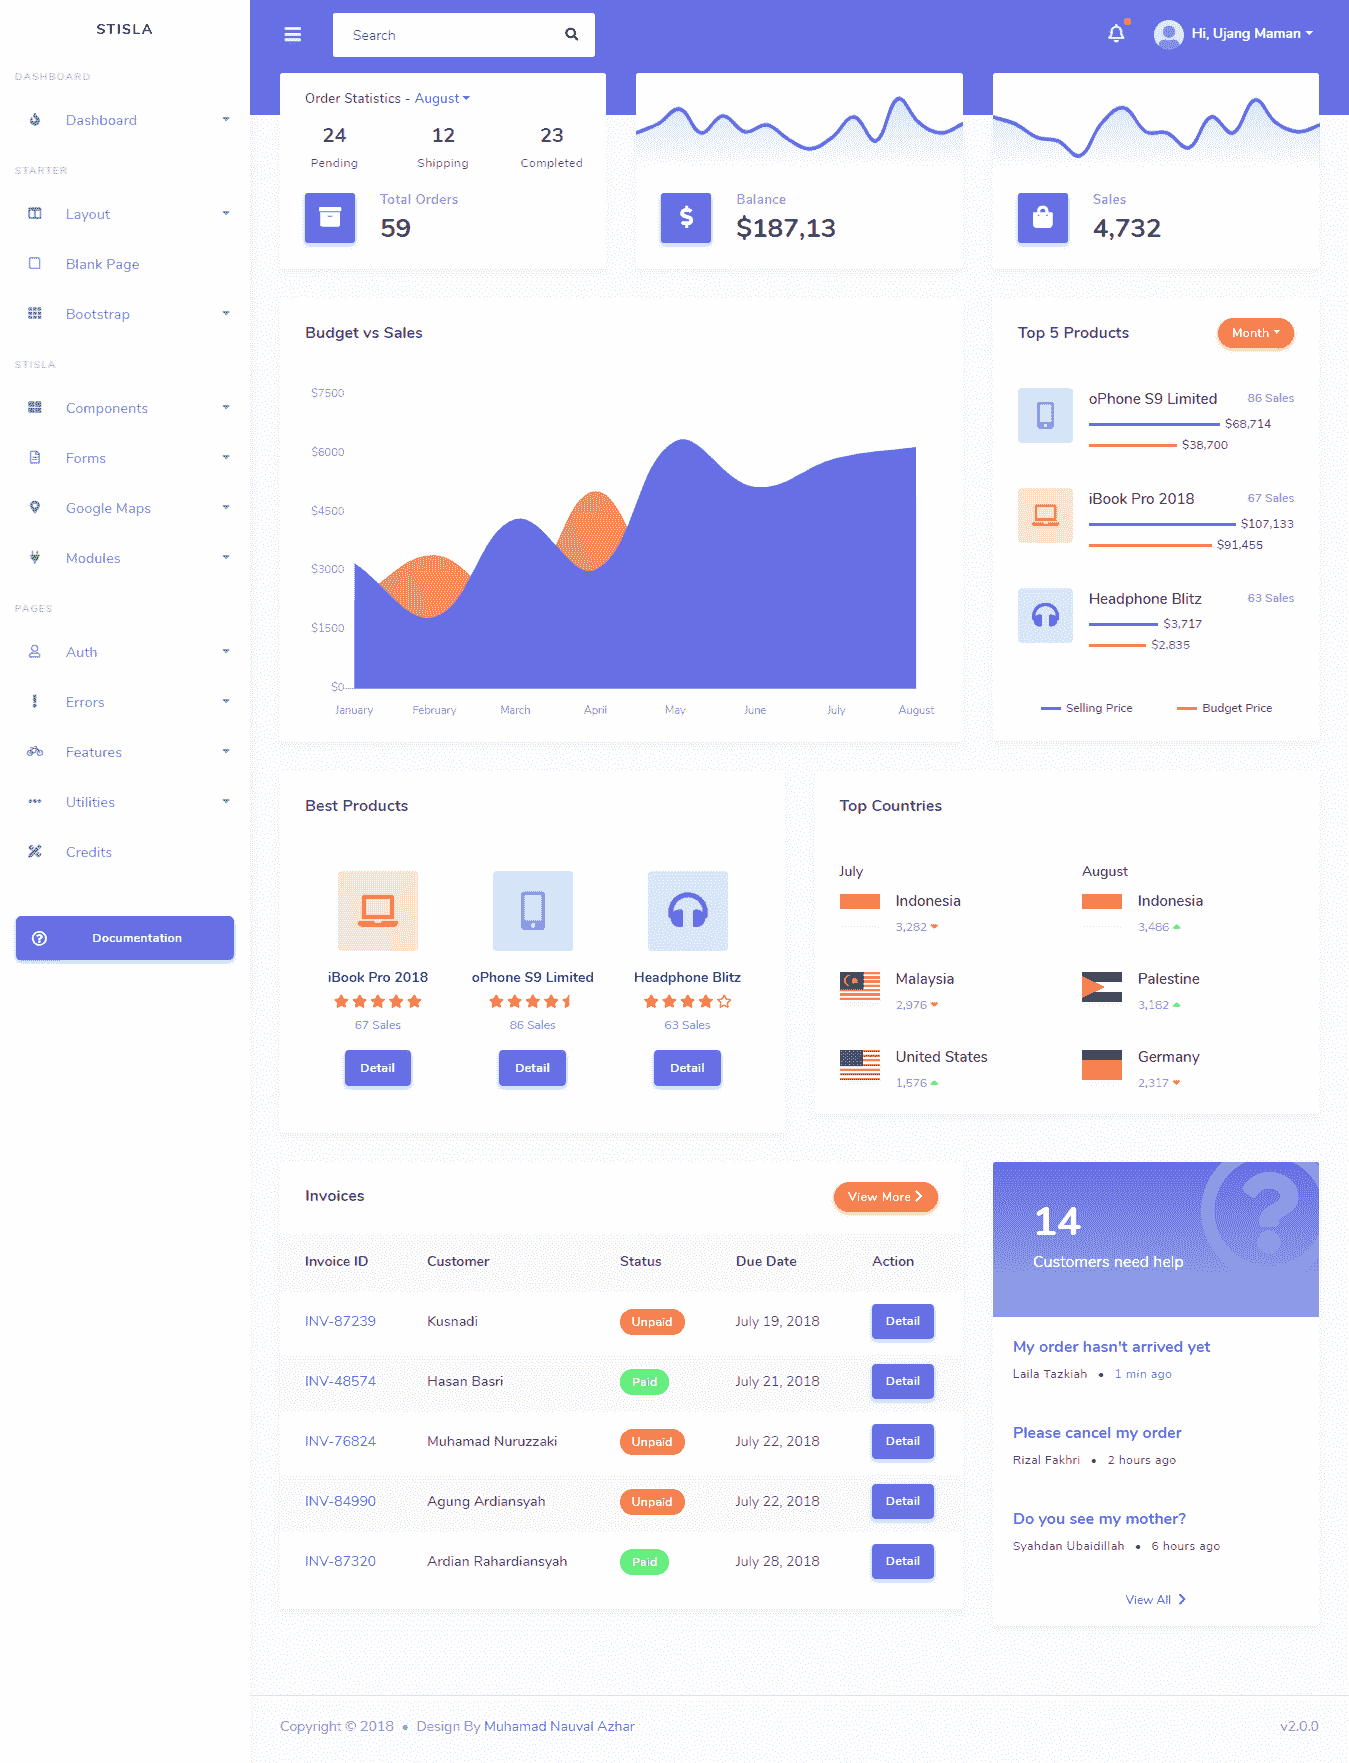 STISLA
DASHBOARD
Dashboard
STARTER
Layout
Blank Page
Bootstrap
STISLA
Components
Forms
Google Maps
Modules
PAGES
Auth
Errors
Features
Utilities
Credits
Documentation
Search
Hi, Ujang Maman
Order Statistics - August
24 12 23
Pending Shipping Completed
Total Orders
59
Balance
$187,13
Sales
4,732
Budget vs Sales
$7500
$6000
$4500
$3000
$1500
$0
January February March April May June July August
Top 5 Products
Month
oPhone S9 Limited 86 Sales
$68,714
$38,700
iBook Pro 2018 67 Sales
$107,133
$91,455
Headphone Blitz 63 Sales
$3,717
$2,835
Selling Price Budget Price
Best Products
iBook Pro 2018 oPhone S9 Limited Headphone Blitz
67 Sales 86 Sales 63 Sales
Detail Detail Detail
Top Countries
July
Indonesia
3,282
Malaysia
2,976
United States
1,576
August
Indonesia
3,486
Palestine
3,182
Germany
2,317
Invoices
View More
Invoice ID Customer Status Due Date Action
INV-87239 Kusnadi Unpaid July 19, 2018 Detail
INV-48574 Hasan Basri Paid July 21, 2018 Detail
INV-76824 Muhamad Nuruzzaki Unpaid July 22, 2018 Detail
INV-84990 Agung Ardiansyah Unpaid July 22, 2018 Detail
INV-87320 Ardian Rahardiansyah Paid July 28, 2018 Detail
14
Customers need help
My order hasn't arrived yet
Laila Tazkiah • 1 min ago
Please cancel my order
Rizal Fakhri • 2 hours ago
Do you see my mother?
Syahdan Ubaidillah • 6 hours ago
View All
Copyright © 2018 • Design By Muhamad Nauval Azhar
v2.0.0